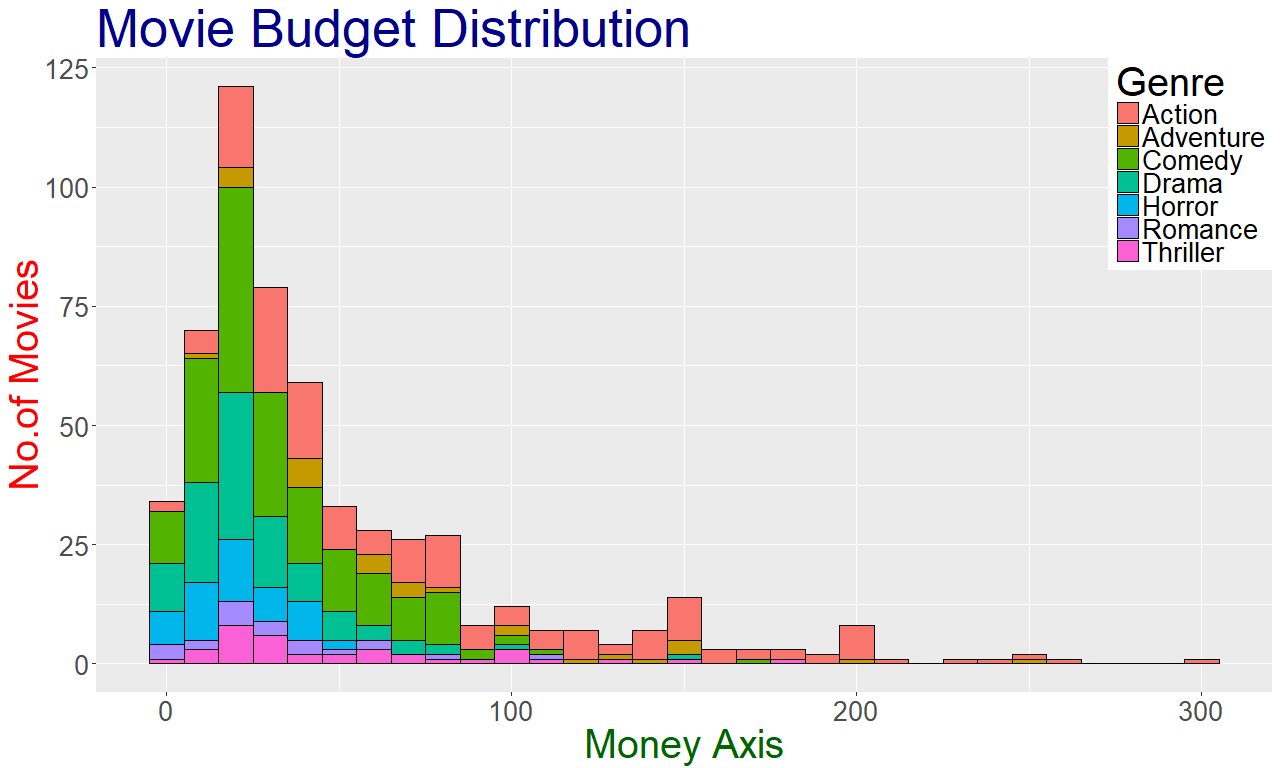 Movie Budget Distribution
Genre
Action
Adventure
Comedy
Drama
Horror
Romance
Thriller
No.of Movies
125
100
75
50
25
0
0 100 200 300
Money Axis